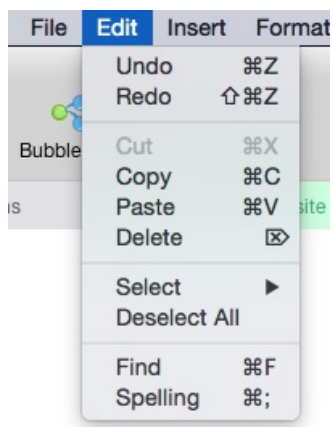 File Edit Insert Format
Undo ⌘Z
Redo ⇧⌘Z
Bubble
Cut ⌘X
Copy ⌘C
Paste ⌘V
Delete ⌦
Select ▶
Deselect All
Find ⌘F
Spelling ⌘;